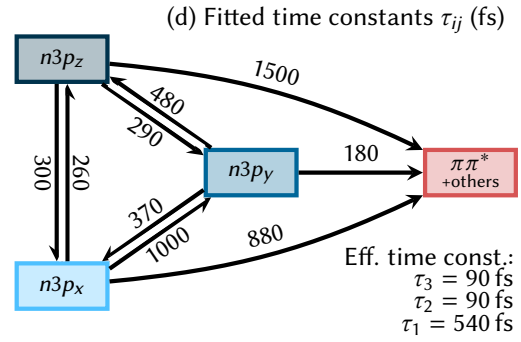 (d) Fitted time constants τij (fs)
n3pz
1500
480
290
300
260
n3py
180
ππ*
+others
370
1000
880
n3px
Eff. time const.:
τ3 = 90 fs
τ2 = 90 fs
τ1 = 540 fs